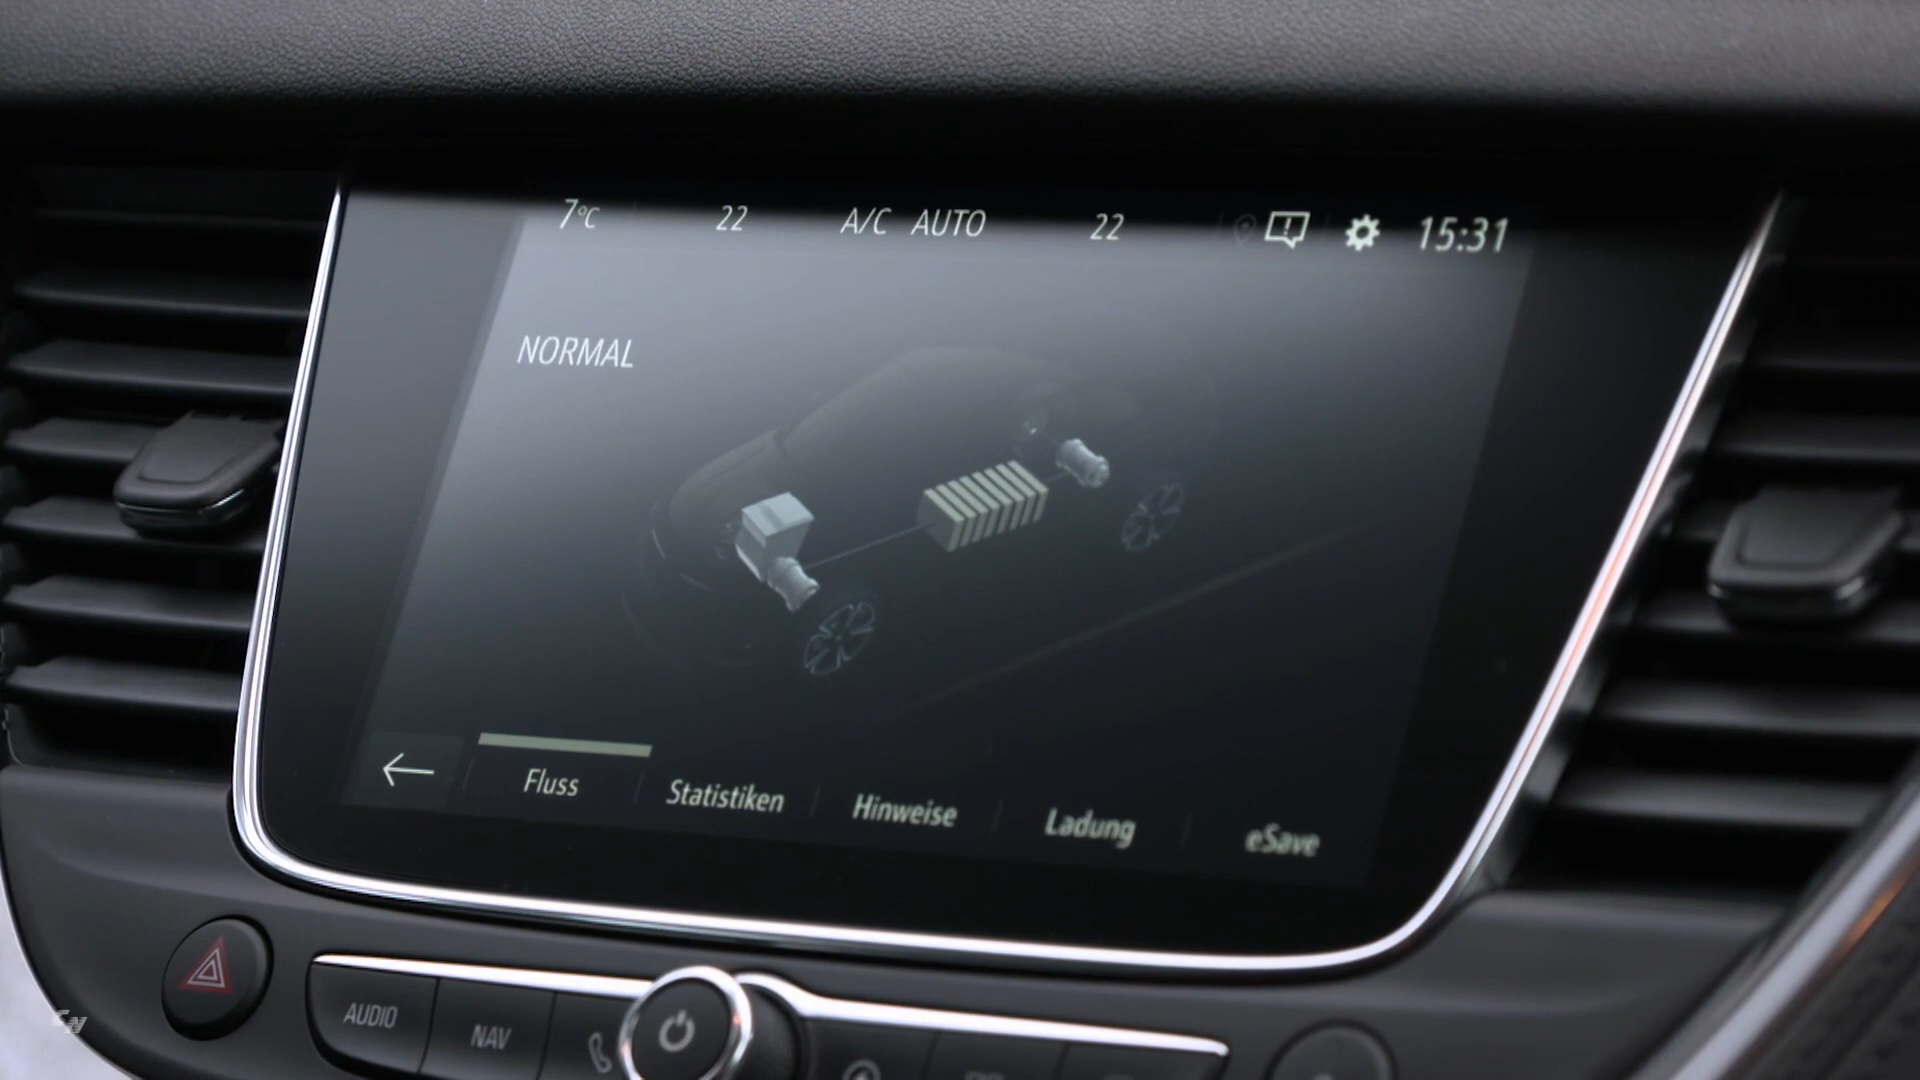 7°C 22 A/C AUTO 22 15:31
NORMAL
Fluss Statistiken Hinweise Ladung eSave
AUDIO NAV